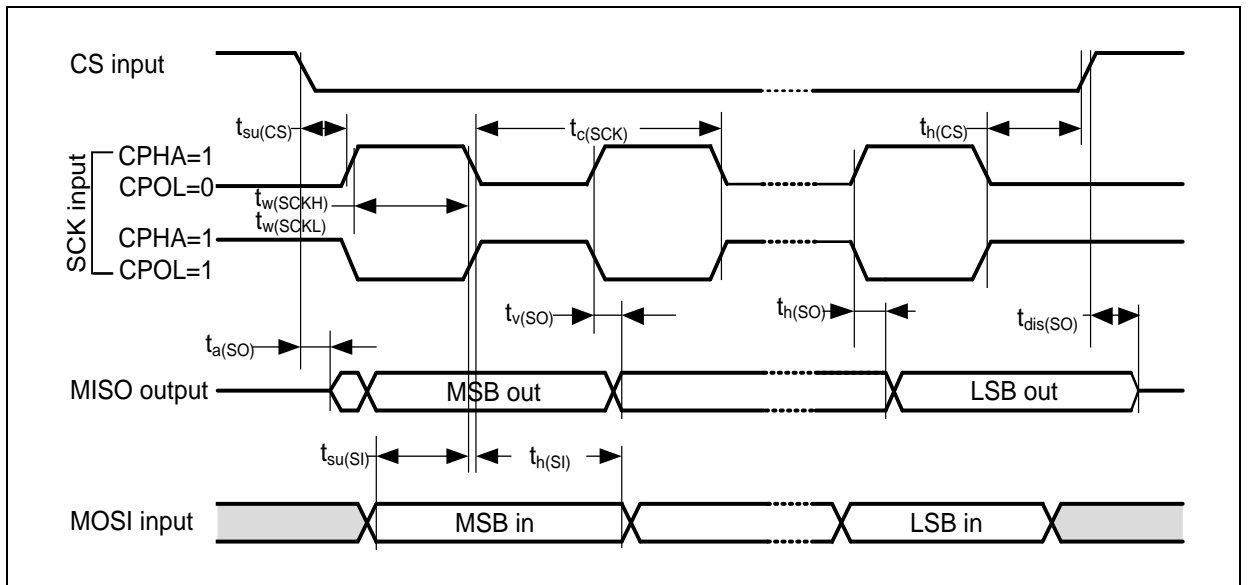 CS input
tsu(CS)
tc(SCK)
th(CS)
SCK input
CPHA=1
CPOL=0
tw(SCKH)
tw(SCKL)
CPHA=1
CPOL=1
tv(SO)
th(SO)
tdis(SO)
ta(SO)
MISO output
MSB out
LSB out
tsu(SI)
th(SI)
MOSI input
MSB in
LSB in